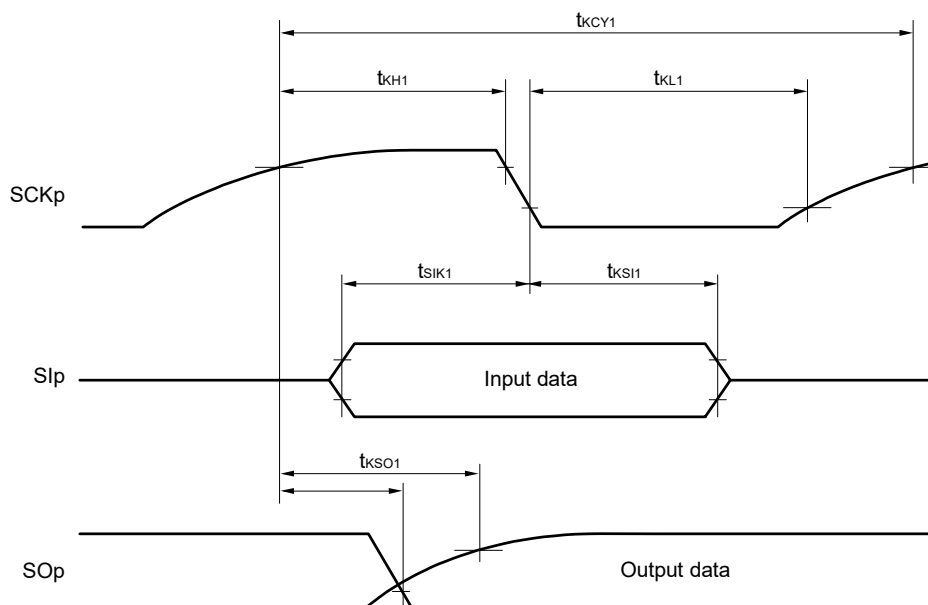 tKCY1
tKH1
tKL1
SCKp
tSIK1
tKSI1
SIp
Input data
tKSO1
SOp
Output data